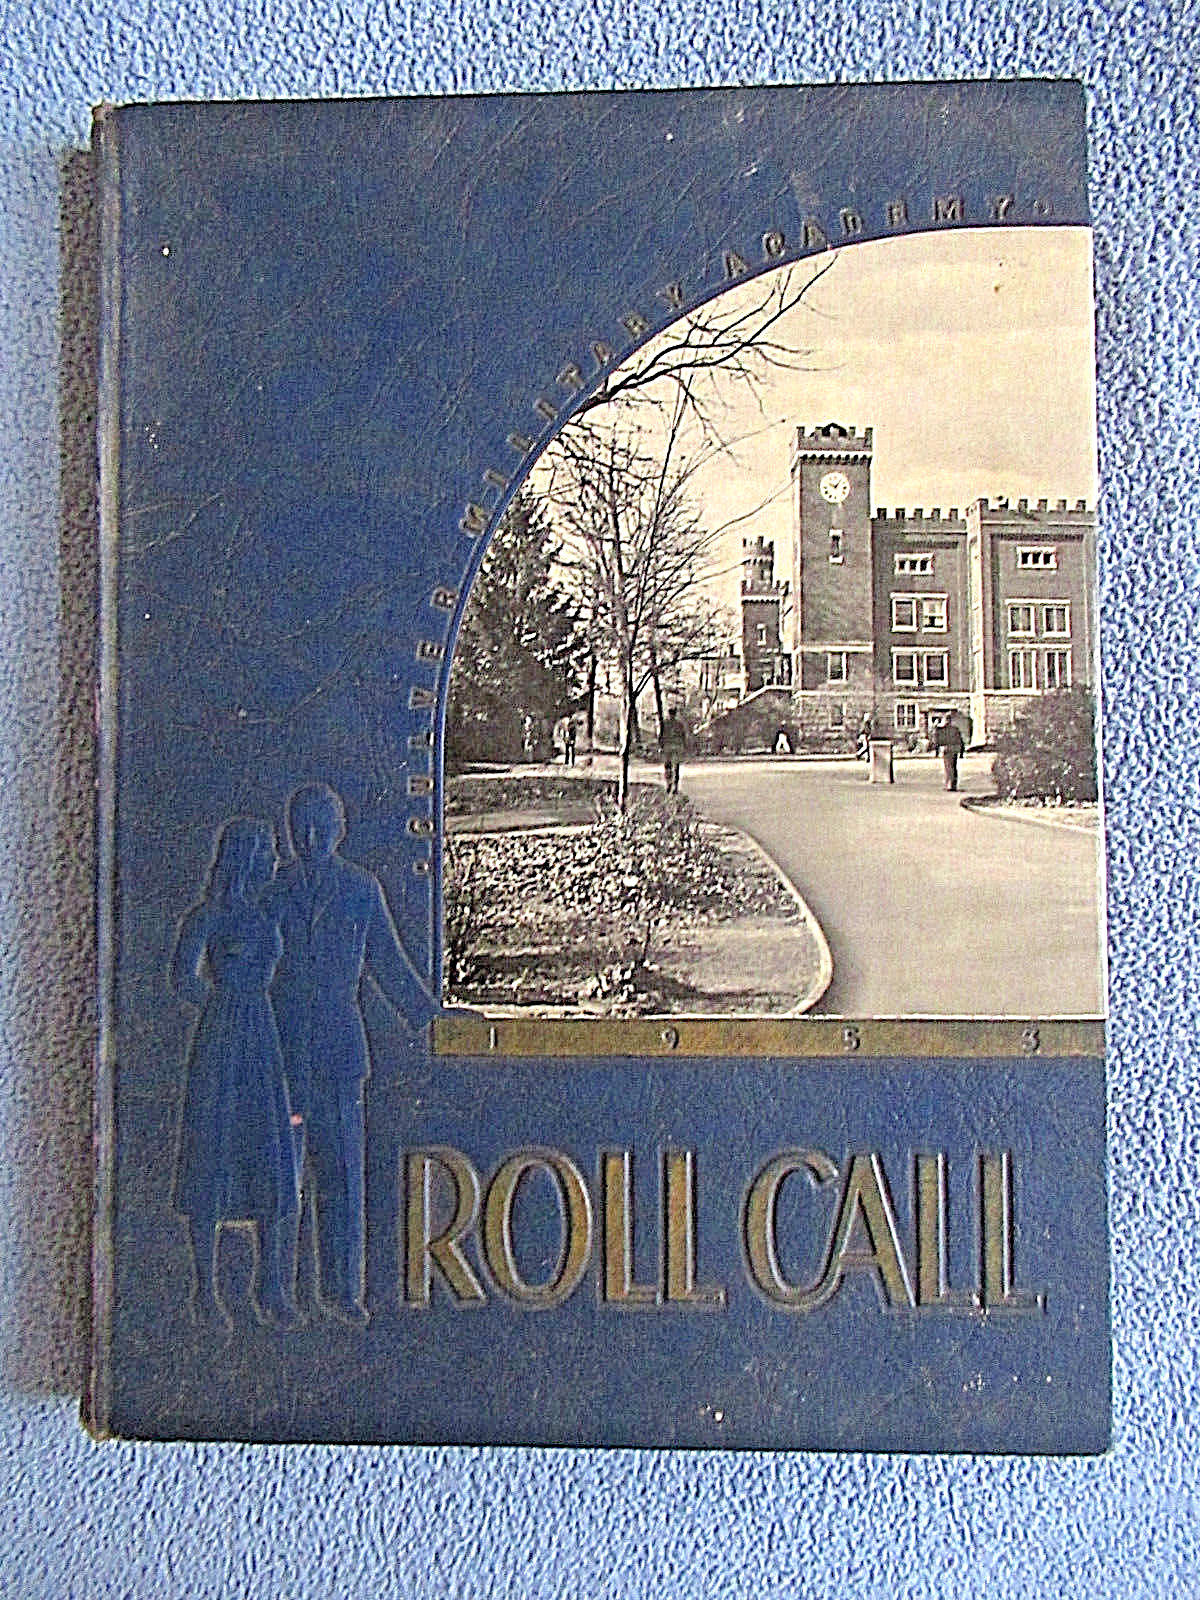 • CULVER MILITARY ACADEMY •
1953
ROLL CALL